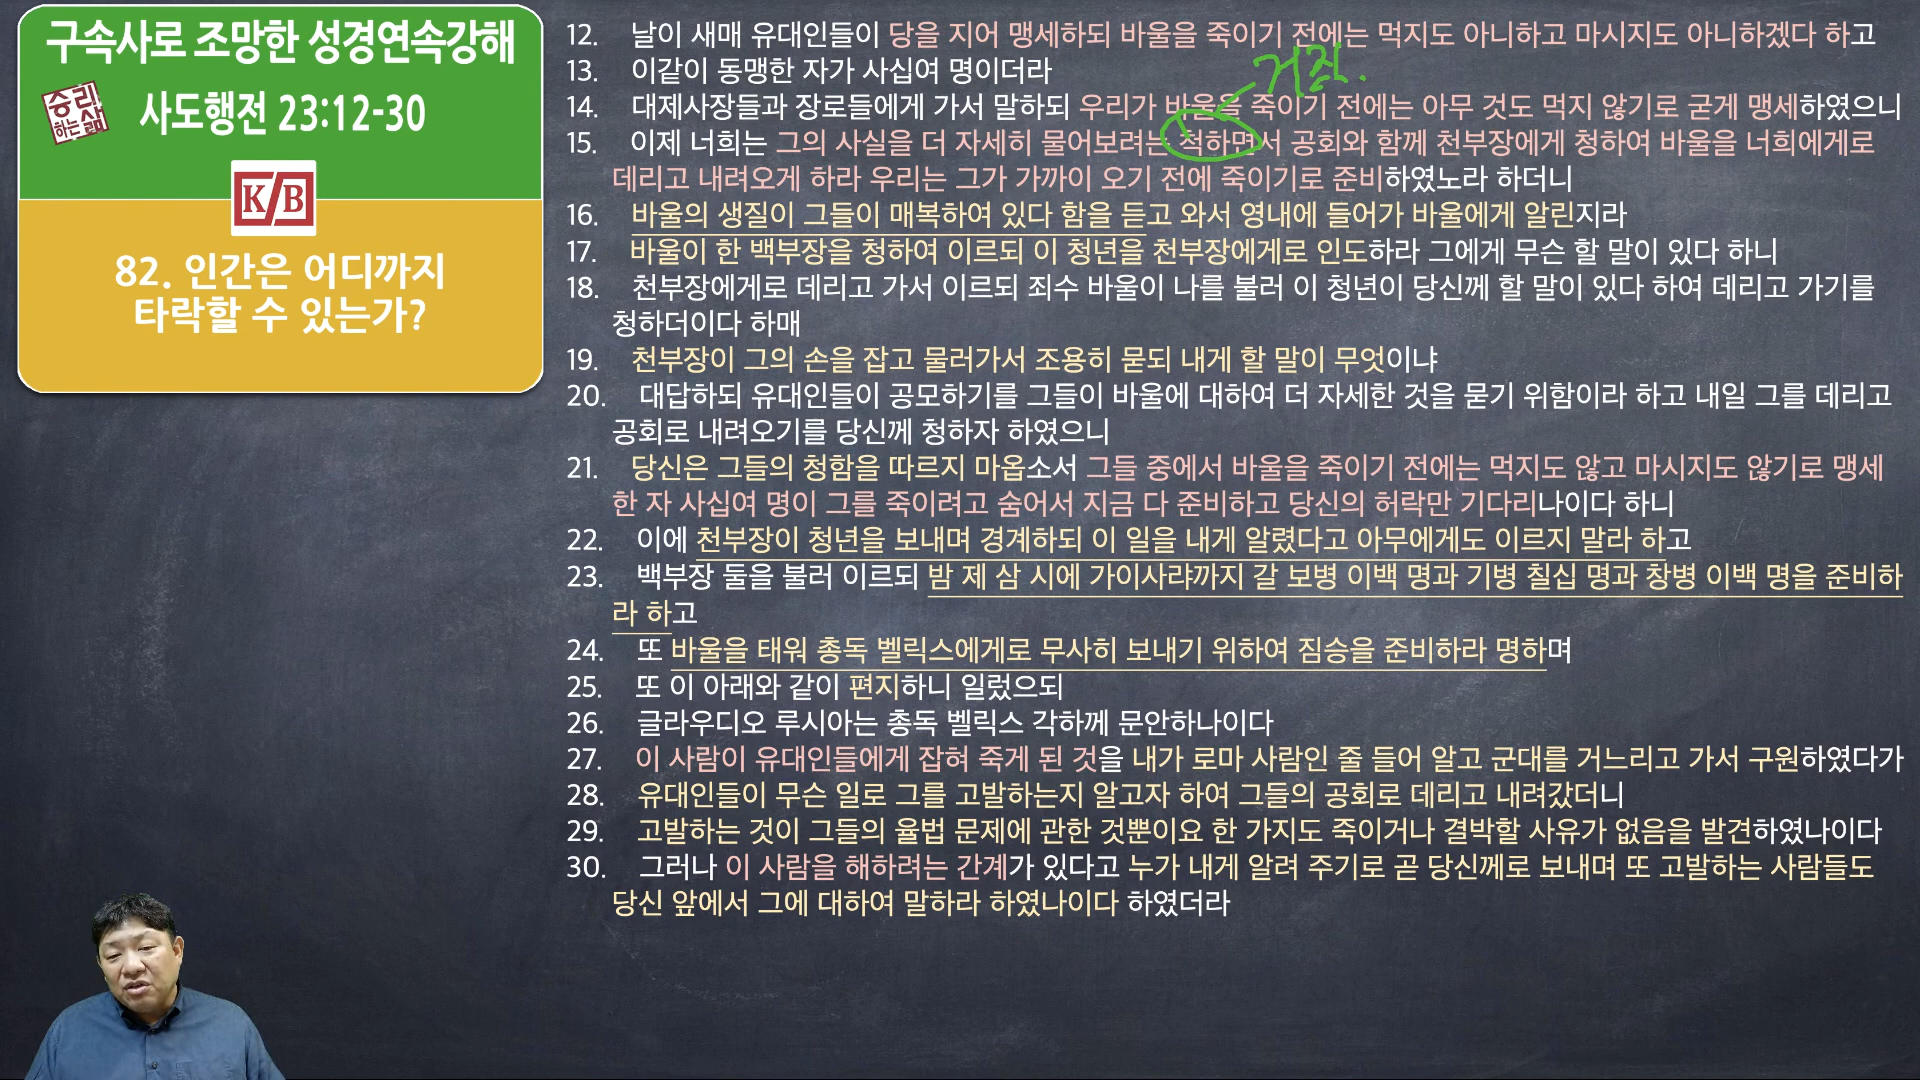 구속사로 조망한 성경연속강해
승리
하는 삶
사도행전 23:12-30
K/B
82. 인간은 어디까지
타락할 수 있는가?
12. 날이 새매 유대인들이 당을 지어 맹세하되 바울을 죽이기 전에는 먹지도 아니하고 마시지도 아니하겠다 하고
13. 이같이 동맹한 자가 사십여 명이더라
거짓.
14. 대제사장들과 장로들에게 가서 말하되 우리가 바울을 죽이기 전에는 아무 것도 먹지 않기로 굳게 맹세하였으니
15. 이제 너희는 그의 사실을 더 자세히 물어보려는 척하면서 공회와 함께 천부장에게 청하여 바울을 너희에게로
데리고 내려오게 하라 우리는 그가 가까이 오기 전에 죽이기로 준비하였노라 하더니
16. 바울의 생질이 그들이 매복하여 있다 함을 듣고 와서 영내에 들어가 바울에게 알린지라
17. 바울이 한 백부장을 청하여 이르되 이 청년을 천부장에게로 인도하라 그에게 무슨 할 말이 있다 하니
18. 천부장에게로 데리고 가서 이르되 죄수 바울이 나를 불러 이 청년이 당신께 할 말이 있다 하여 데리고 가기를
청하더이다 하매
19. 천부장이 그의 손을 잡고 물러가서 조용히 묻되 내게 할 말이 무엇이냐
20. 대답하되 유대인들이 공모하기를 그들이 바울에 대하여 더 자세한 것을 묻기 위함이라 하고 내일 그를 데리고
공회로 내려오기를 당신께 청하자 하였으니
21. 당신은 그들의 청함을 따르지 마옵소서 그들 중에서 바울을 죽이기 전에는 먹지도 않고 마시지도 않기로 맹세
한 자 사십여 명이 그를 죽이려고 숨어서 지금 다 준비하고 당신의 허락만 기다리나이다 하니
22. 이에 천부장이 청년을 보내며 경계하되 이 일을 내게 알렸다고 아무에게도 이르지 말라 하고
23. 백부장 둘을 불러 이르되 밤 제 삼 시에 가이사랴까지 갈 보병 이백 명과 기병 칠십 명과 창병 이백 명을 준비하
라 하고
24. 또 바울을 태워 총독 벨릭스에게로 무사히 보내기 위하여 짐승을 준비하라 명하며
25. 또 이 아래와 같이 편지하니 일렀으되
26. 글라우디오 루시아는 총독 벨릭스 각하께 문안하나이다
27. 이 사람이 유대인들에게 잡혀 죽게 된 것을 내가 로마 사람인 줄 들어 알고 군대를 거느리고 가서 구원하였다가
28. 유대인들이 무슨 일로 그를 고발하는지 알고자 하여 그들의 공회로 데리고 내려갔더니
29. 고발하는 것이 그들의 율법 문제에 관한 것뿐이요 한 가지도 죽이거나 결박할 사유가 없음을 발견하였나이다
30. 그러나 이 사람을 해하려는 간계가 있다고 누가 내게 알려 주기로 곧 당신께로 보내며 또 고발하는 사람들도
당신 앞에서 그에 대하여 말하라 하였나이다 하였더라